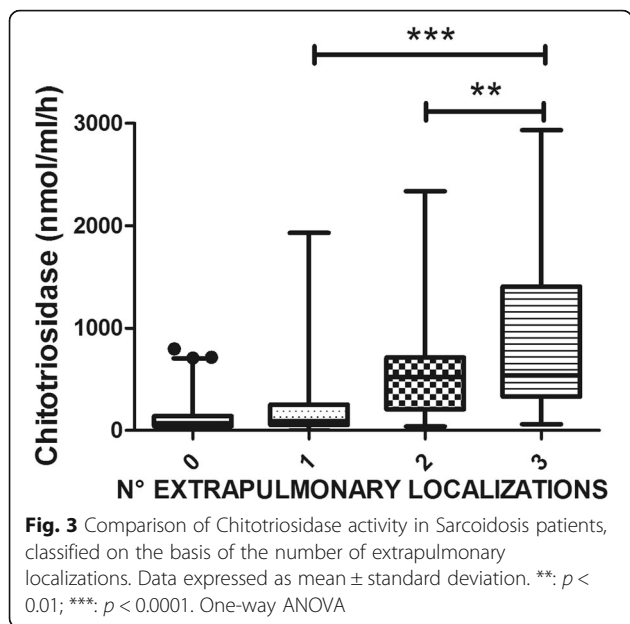 ***
**
3000
2000
1000
0
Chitotriosidase (nmol/ml/h)
0 1 2 3
N° EXTRAPULMONARY LOCALIZATIONS
Fig. 3 Comparison of Chitotriosidase activity in Sarcoidosis patients,
classified on the basis of the number of extrapulmonary
localizations. Data expressed as mean ± standard deviation. **: p <
0.01; ***: p < 0.0001. One-way ANOVA